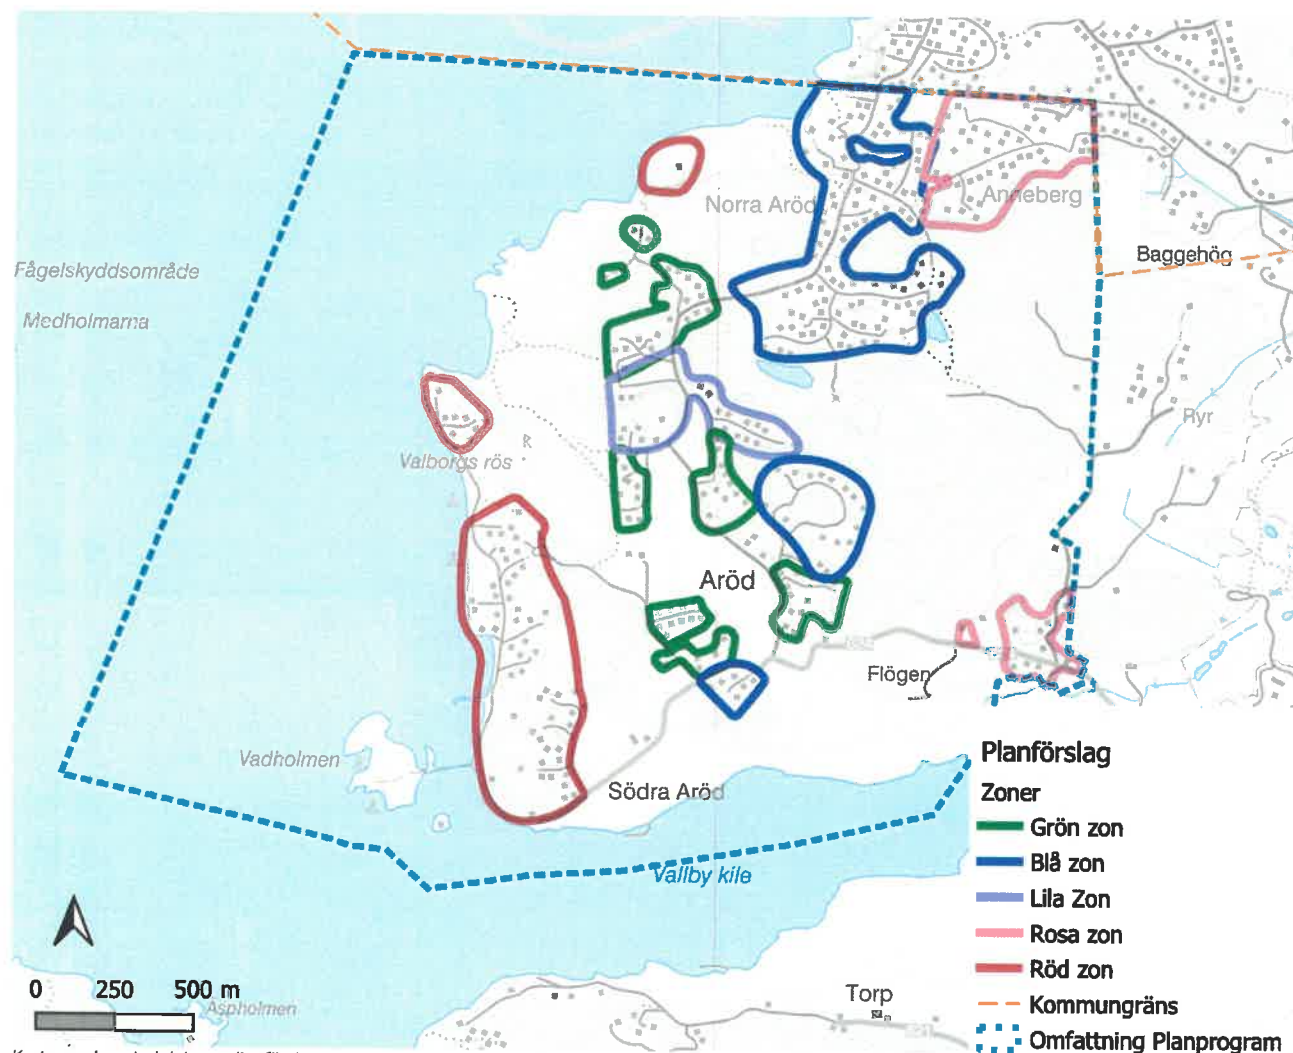 Norra Aröd
Anneberg
Baggehög
Fågelskyddsområde
Medholmarna
Ryr
Valborgs rös
R
Aröd
Flögen
Vadholmen
Södra Aröd
Vallby kile
Planförslag
Zoner
Grön zon
Blå zon
Lila Zon
Rosa zon
Röd zon
Kommungräns
Omfattning Planprogram
0 250 500 m
Äspholmen
Torp